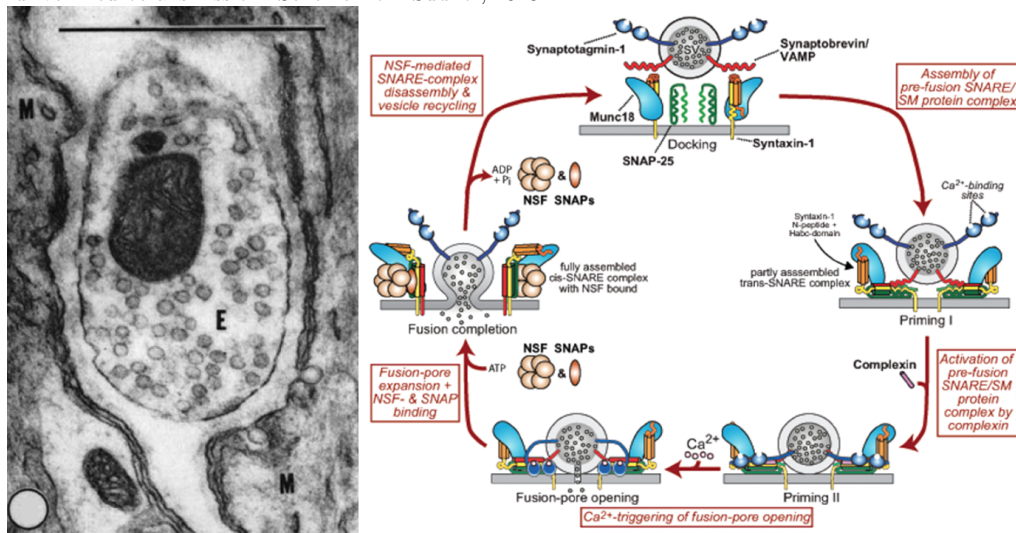 M
E
M
Synaptotagmin-1
SV
Synaptobrevin/
VAMP
NSF-mediated
SNARE-complex
disassembly &
vesicle recycling
Assembly of
pre-fusion SNARE/
SM protein complex
Munc18
SNAP-25
Docking
Syntaxin-1
ADP
+ Pi
&
NSF SNAPs
Ca2+-binding
sites
Syntaxin-1
N-peptide +
Habc-domain
partly asssembled
trans-SNARE complex
Priming I
fully assembled
cis-SNARE complex
with NSF bound
Fusion completion
NSF SNAPs
ATP
&
Fusion-pore
expansion +
NSF- & SNAP
binding
Complexin
Activation of
pre-fusion
SNARE/SM
protein
complex by
complexin
Ca2+
Fusion-pore opening
Priming II
Ca2+-triggering of fusion-pore opening